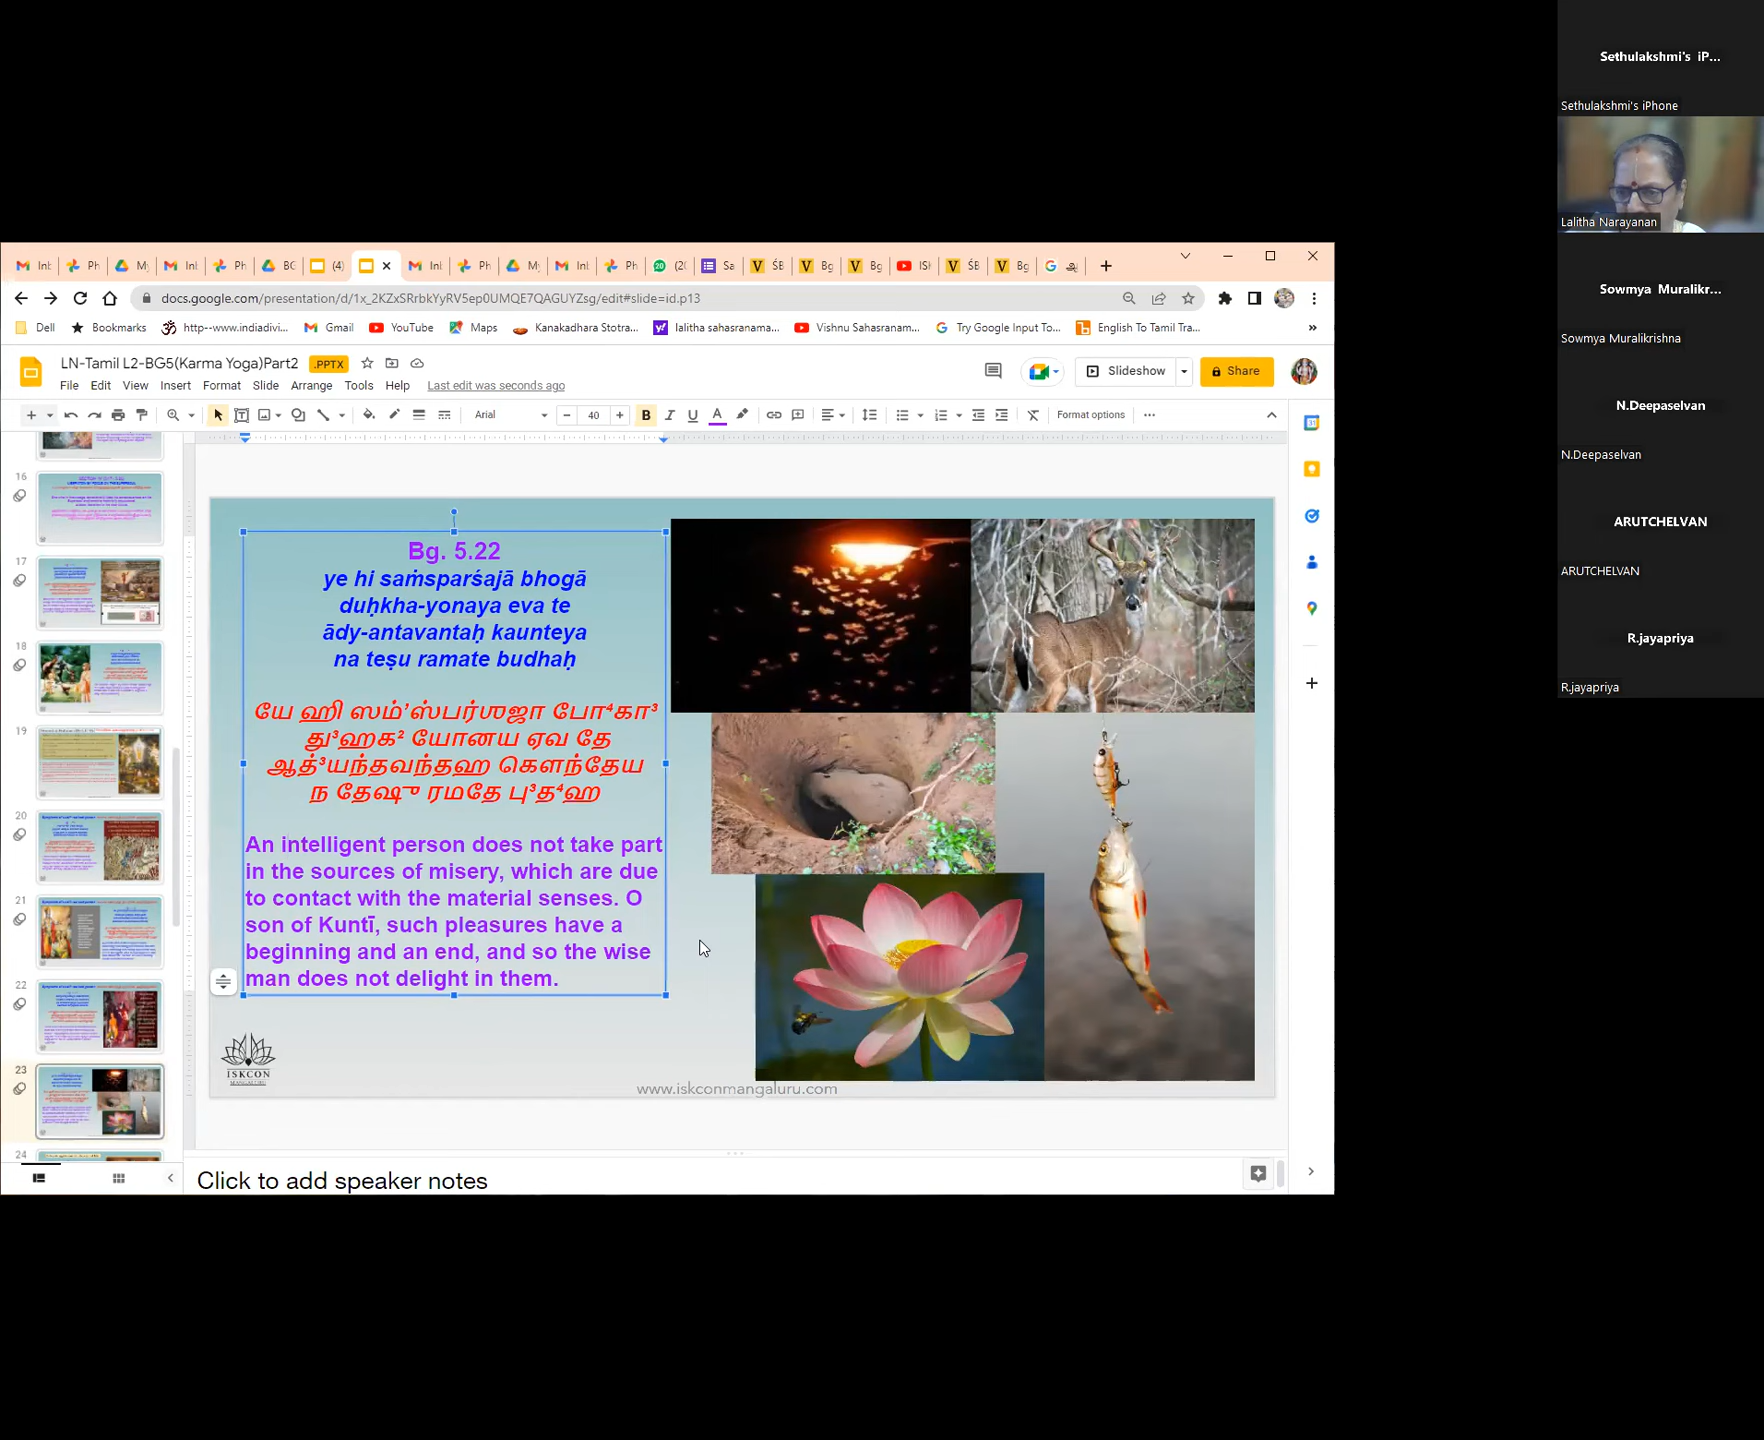 Sethulakshmi's iP...
Sethulakshmi's iPhone
Lalitha Narayanan
Sowmya Muralikr...
Sowmya Muralikrishna
N.Deepaselvan
N.Deepaselvan
ARUTCHELVAN
ARUTCHELVAN
R.jayapriya
R.jayapriya
docs.google.com/presentation/d/1x_2KZxSRrbkYyRV5ep0UMQE7QAGUYZsg/edit#slide=id.p13
Dell Bookmarks http--www.indiadivi... Gmail YouTube Maps Kanakadhara Stotra... lalitha sahasranama... Vishnu Sahasranam... Try Google Input To... English To Tamil Tra... »
LN-Tamil L2-BG5(Karma Yoga)Part2 .PPTX
File Edit View Insert Format Slide Arrange Tools Help Last edit was seconds ago
Slideshow
Share
Arial 40 B I U A Format options
16
17
18
19
20
21
22
23
24
Bg. 5.22
ye hi saṁsparśajā bhogā
duḥkha-yonaya eva te
ādy-antavantaḥ kaunteya
na teṣu ramate budhaḥ
யே ஹி ஸம்'ஸ்பர்ஶஜா போ⁴கா³
து³ஹக² யோனய ஏவ தே
ஆத்³யந்தவந்தஹ கௌந்தேய
ந தேஷு ரமதே பு³த⁴ஹ
An intelligent person does not take part
in the sources of misery, which are due
to contact with the material senses. O
son of Kuntī, such pleasures have a
beginning and an end, and so the wise
man does not delight in them.
ISKCON
www.iskconmangaluru.com
Click to add speaker notes